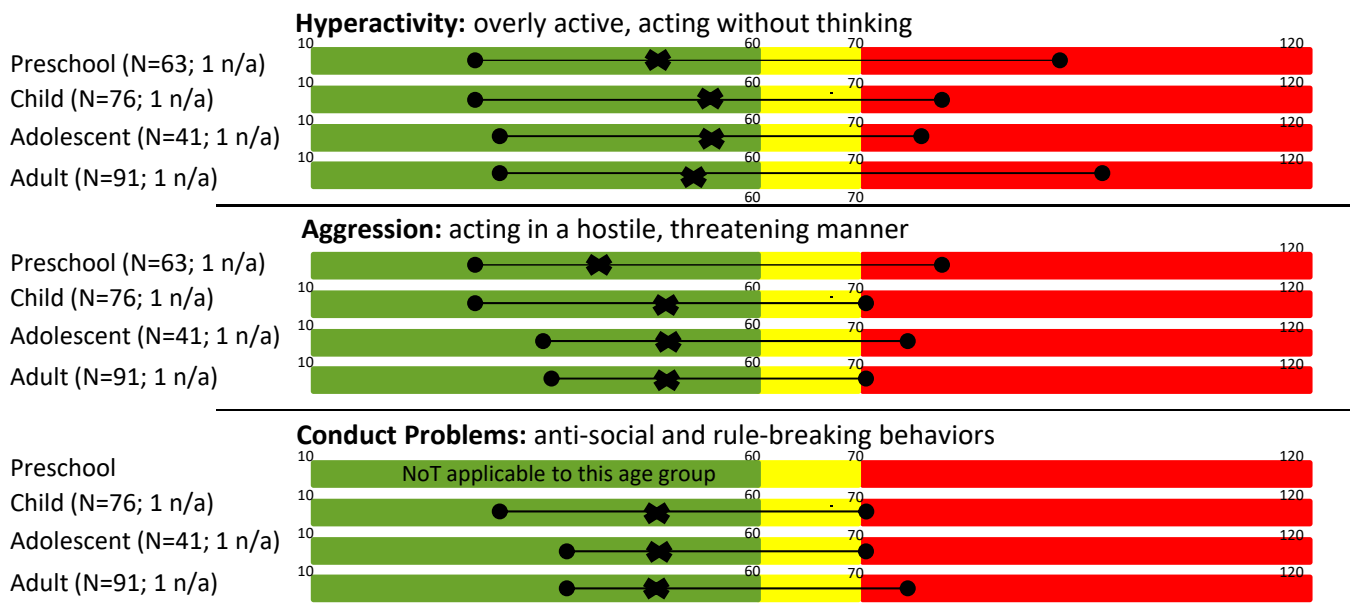 Hyperactivity: overly active, acting without thinking
10 60 70 120
Preschool (N=63; 1 n/a)
10 60 70 120
Child (N=76; 1 n/a)
10 60 70 120
Adolescent (N=41; 1 n/a)
10 60 70 120
Adult (N=91; 1 n/a)
60 70
Aggression: acting in a hostile, threatening manner
120
Preschool (N=63; 1 n/a)
10 60 70 120
Child (N=76; 1 n/a)
10 60 70 120
Adolescent (N=41; 1 n/a)
10 60 70 120
Adult (N=91; 1 n/a)
Conduct Problems: anti-social and rule-breaking behaviors
10 60 70 120
Preschool NoT applicable to this age group
10 60 70 120
Child (N=76; 1 n/a)
10 60 70 120
Adolescent (N=41; 1 n/a)
10 60 70 120
Adult (N=91; 1 n/a)